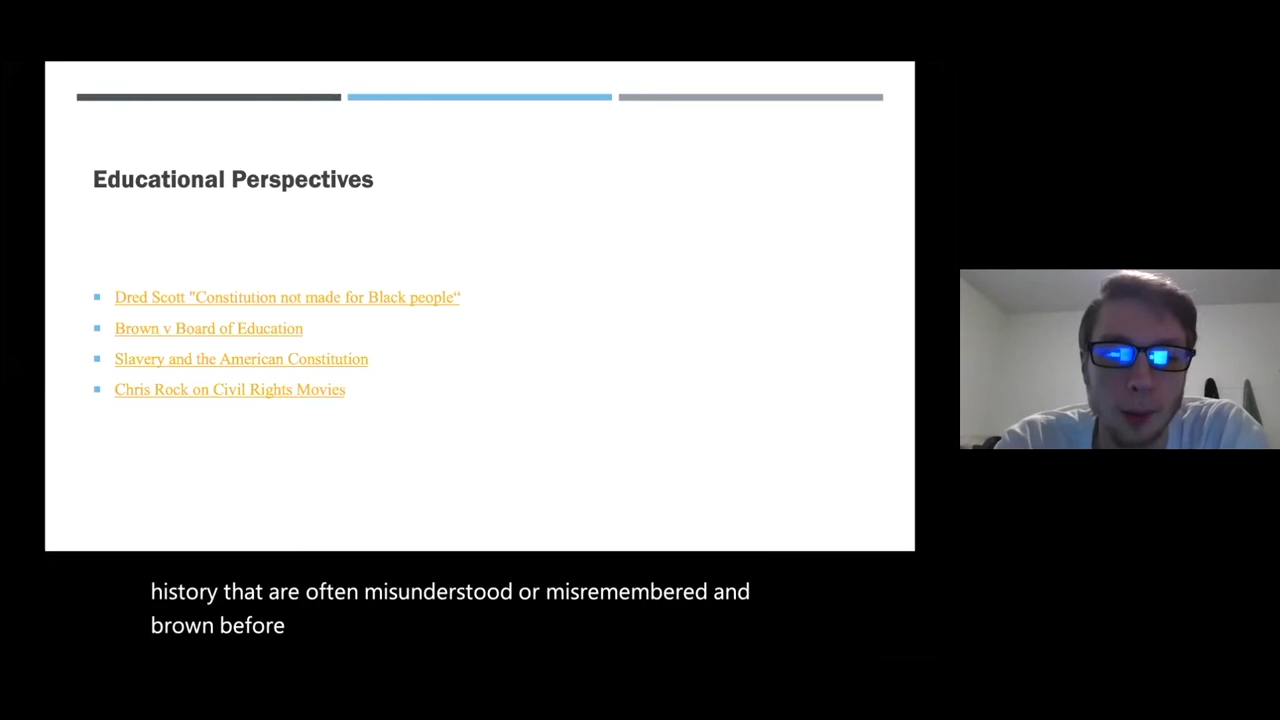 Educational Perspectives
Dred Scott "Constitution not made for Black people“
Brown v Board of Education
Slavery and the American Constitution
Chris Rock on Civil Rights Movies
history that are often misunderstood or misremembered and
brown before